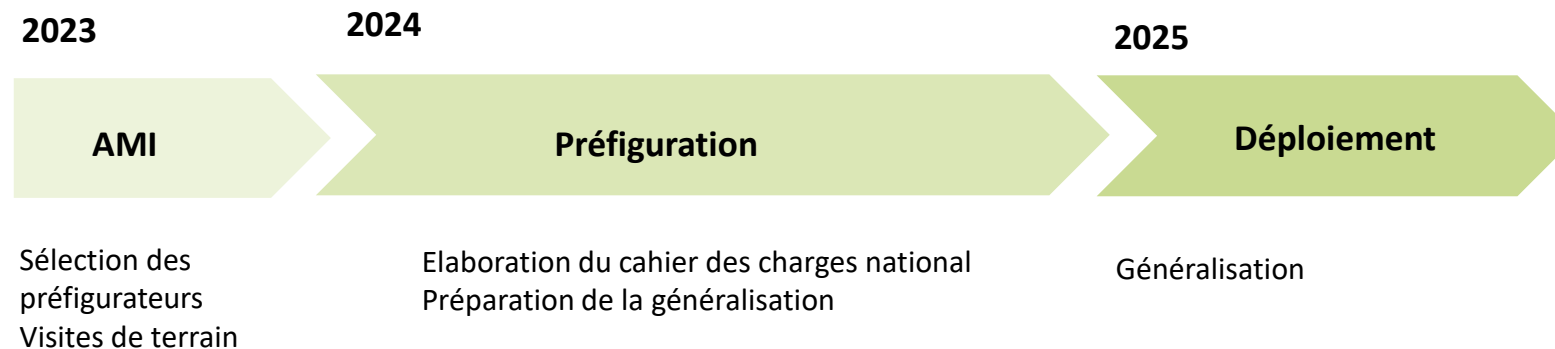 2023
2024
2025
AMI
Préfiguration
Déploiement
Sélection des
préfigurateurs
Visites de terrain
Elaboration du cahier des charges national
Préparation de la généralisation
Généralisation